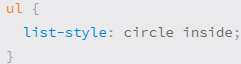 ul {
  list-style: circle inside;
}